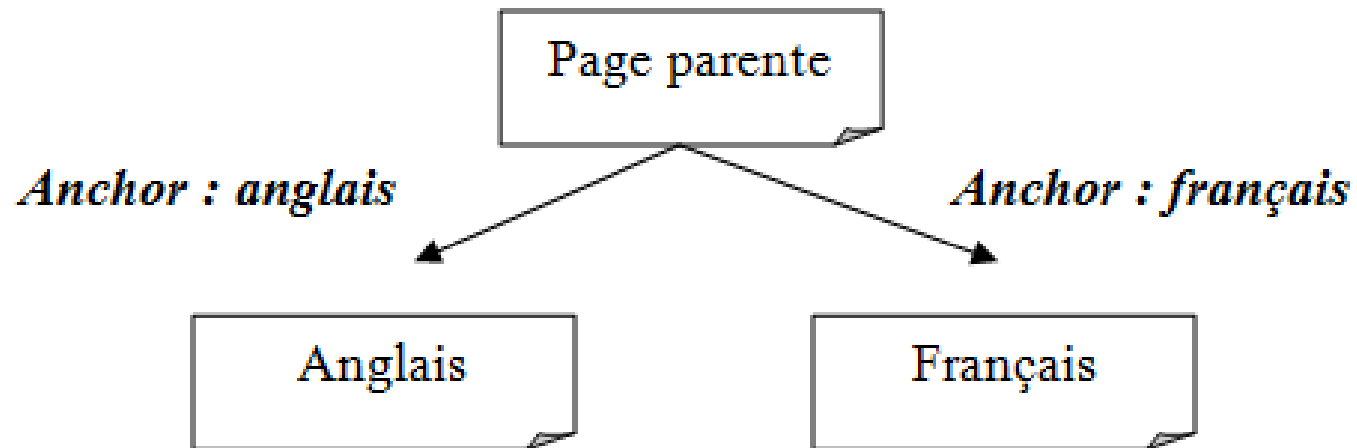 Page parente
Anchor : anglais
Anchor : français
Anglais
Français